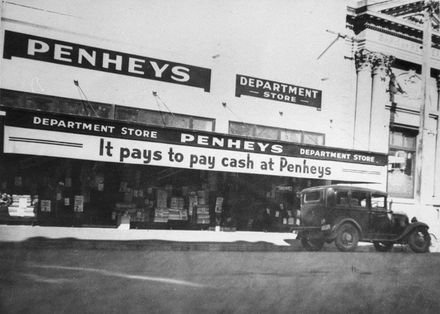 PENHEYS
DEPARTMENT
STORE
DEPARTMENT STORE PENHEYS DEPARTMENT STORE
It pays to pay cash at Penheys